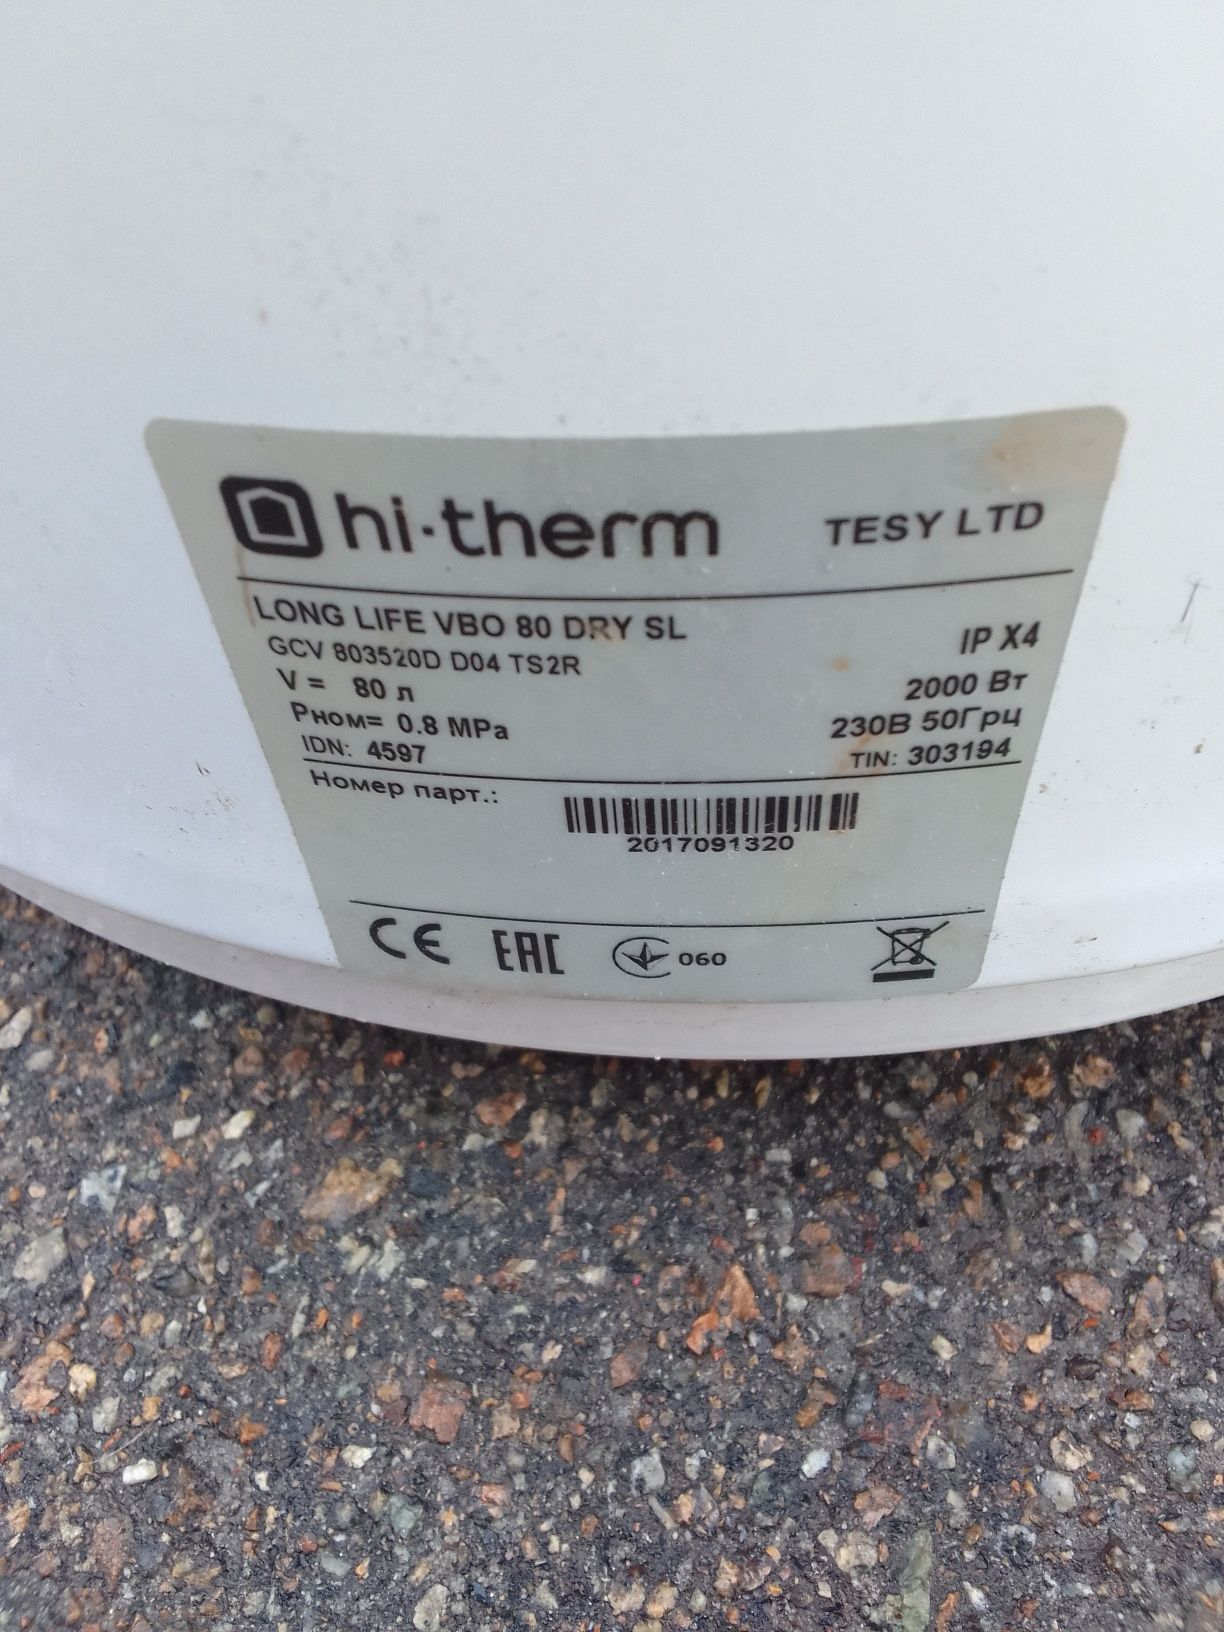 hi·therm TESY LTD
LONG LIFE VBO 80 DRY SL
GCV 803520D D04 TS2R IP X4
V = 80 л 2000 Вт
Pном= 0.8 MPa 230В 50Грц
IDN: 4597 TIN: 303194
Номер парт.:
2017091320
CE EAC 060